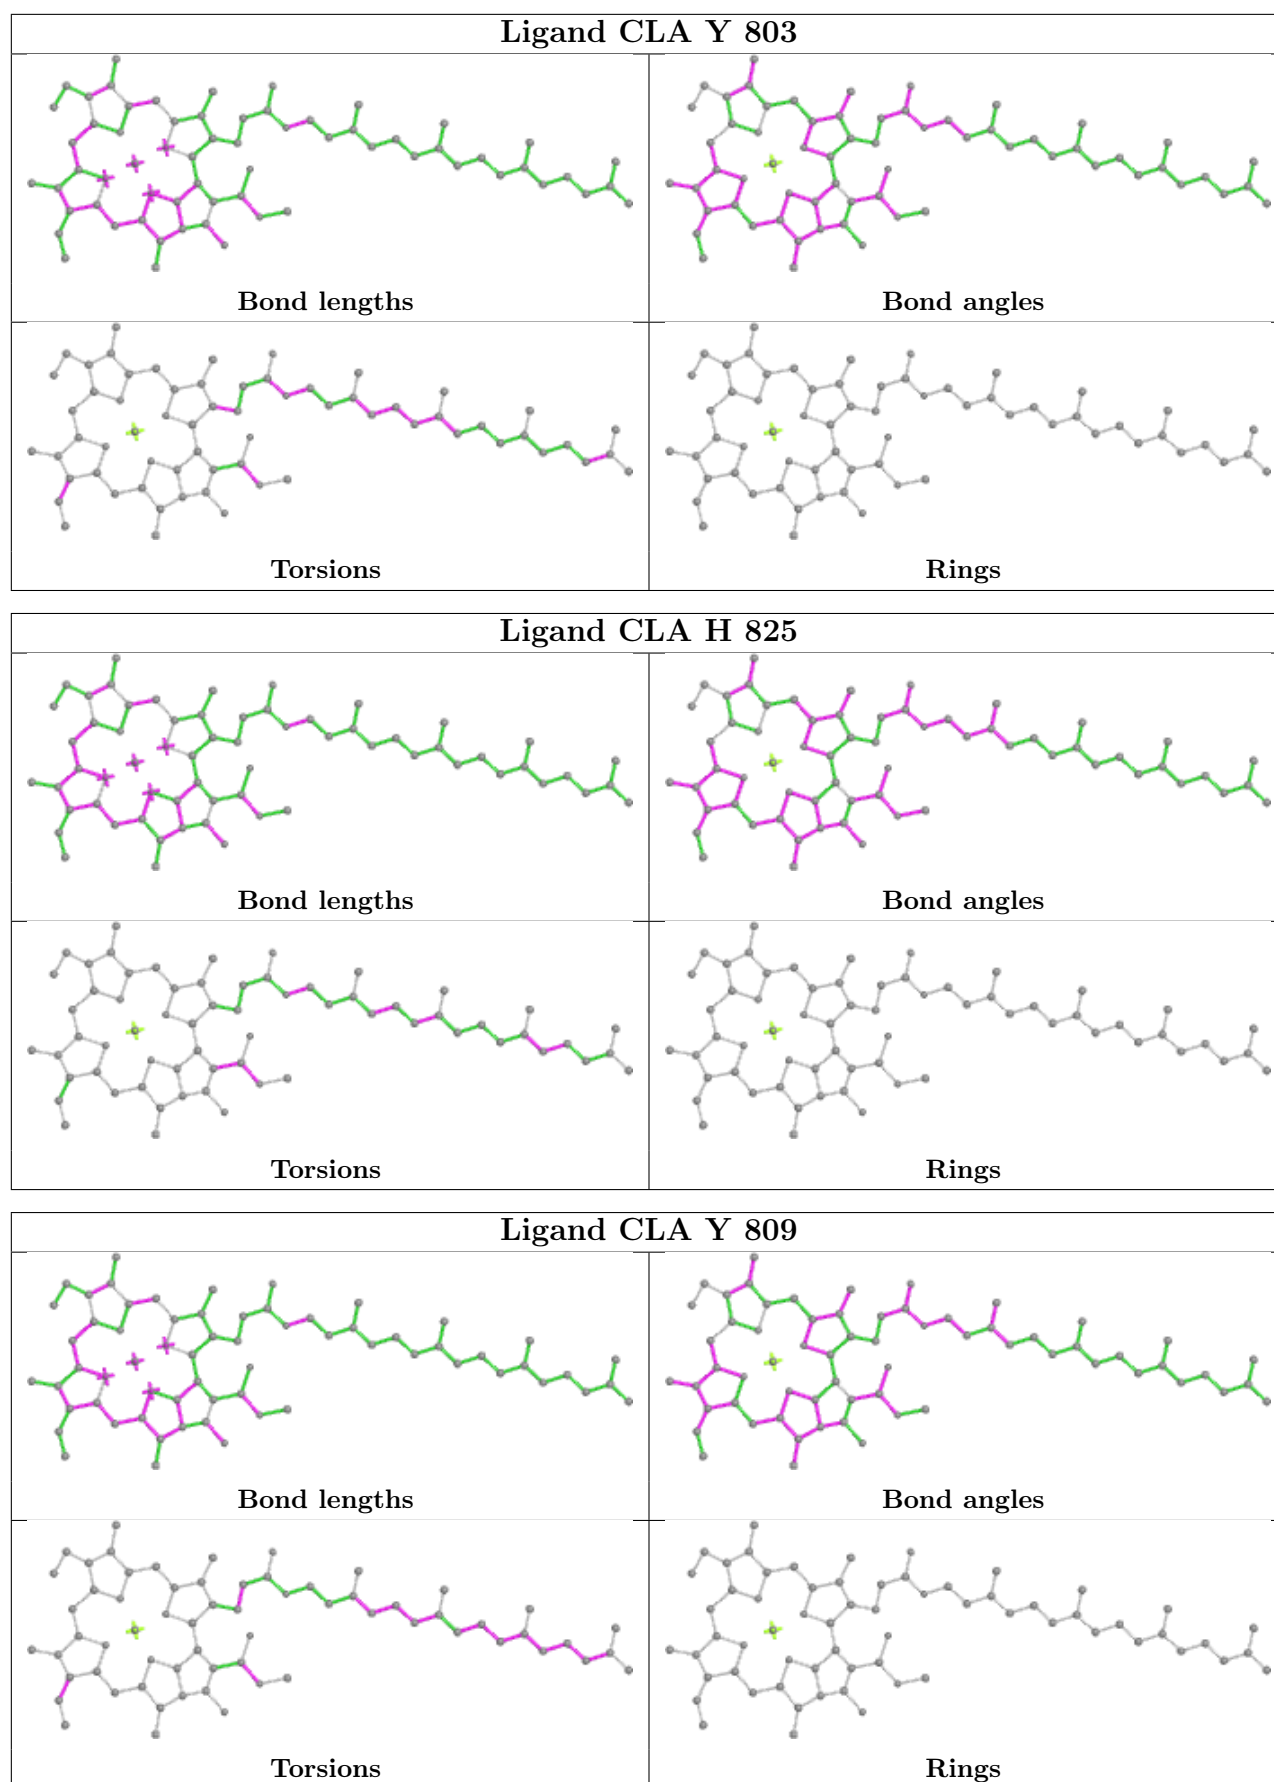 Ligand CLA Y 803
Bond lengths
Bond angles
Torsions
Rings
Ligand CLA H 825
Bond lengths
Bond angles
Torsions
Rings
Ligand CLA Y 809
Bond lengths
Bond angles
Torsions
Rings